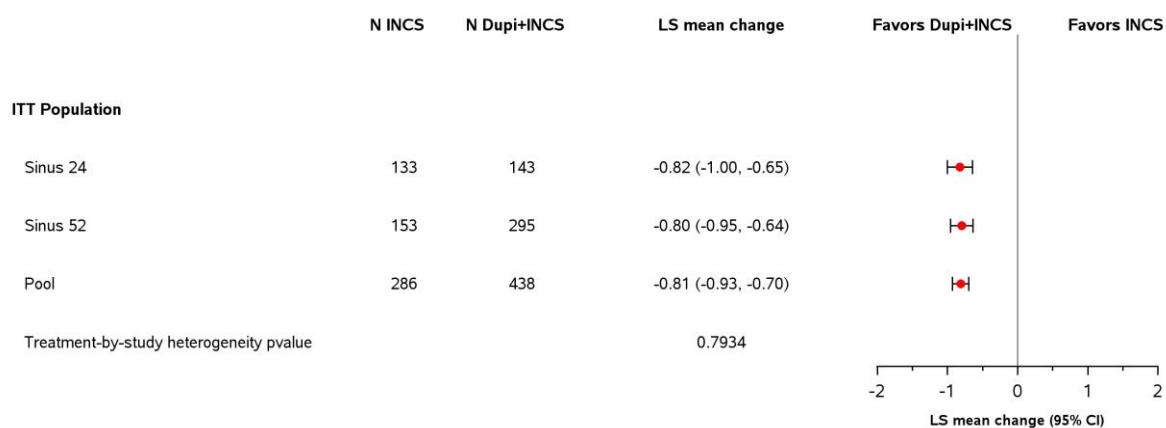 N INCS N Dupi+INCS LS mean change Favors Dupi+INCS Favors INCS
ITT Population
Sinus 24 133 143 -0.82 (-1.00, -0.65)
Sinus 52 153 295 -0.80 (-0.95, -0.64)
Pool 286 438 -0.81 (-0.93, -0.70)
Treatment-by-study heterogeneity pvalue 0.7934
-2 -1 0 1 2
LS mean change (95% CI)